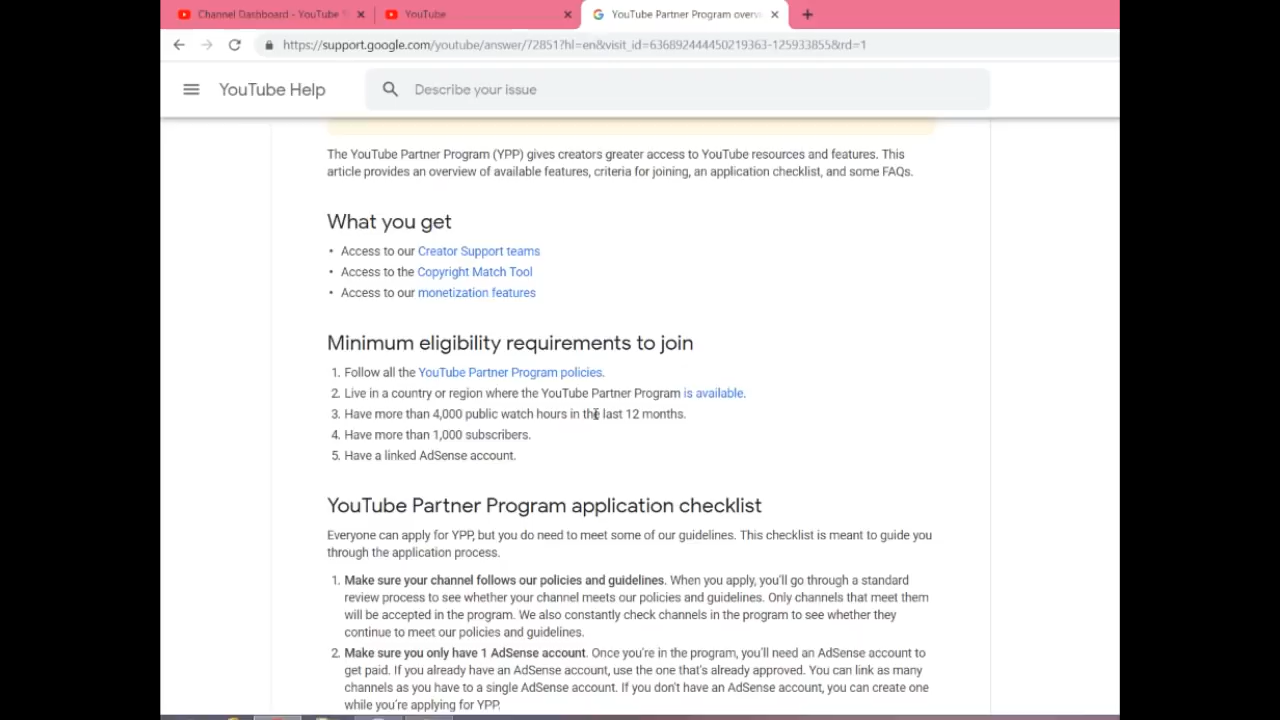 Channel Dashboard - YouTube
YouTube
YouTube Partner Program over
https://support.google.com/youtube/answer/72851?hl=en&visit_id=636892444450219363-125933855&rd=1
YouTube Help
Describe your issue
The YouTube Partner Program (YPP) gives creators greater access to YouTube resources and features. This
article provides an overview of available features, criteria for joining, an application checklist, and some FAQs.
What you get
• Access to our Creator Support teams
• Access to the Copyright Match Tool
• Access to our monetization features
Minimum eligibility requirements to join
1. Follow all the YouTube Partner Program policies.
2. Live in a country or region where the YouTube Partner Program is available.
3. Have more than 4,000 public watch hours in the last 12 months.
4. Have more than 1,000 subscribers.
5. Have a linked AdSense account.
YouTube Partner Program application checklist
Everyone can apply for YPP, but you do need to meet some of our guidelines. This checklist is meant to guide you
through the application process.
1. Make sure your channel follows our policies and guidelines. When you apply, you'll go through a standard
review process to see whether your channel meets our policies and guidelines. Only channels that meet them
will be accepted in the program. We also constantly check channels in the program to see whether they
continue to meet our policies and guidelines.
2. Make sure you only have 1 AdSense account. Once you're in the program, you'll need an AdSense account to
get paid. If you already have an AdSense account, use the one that's already approved. You can link as many
channels as you have to a single AdSense account. If you don't have an AdSense account, you can create one
while you're applying for YPP.